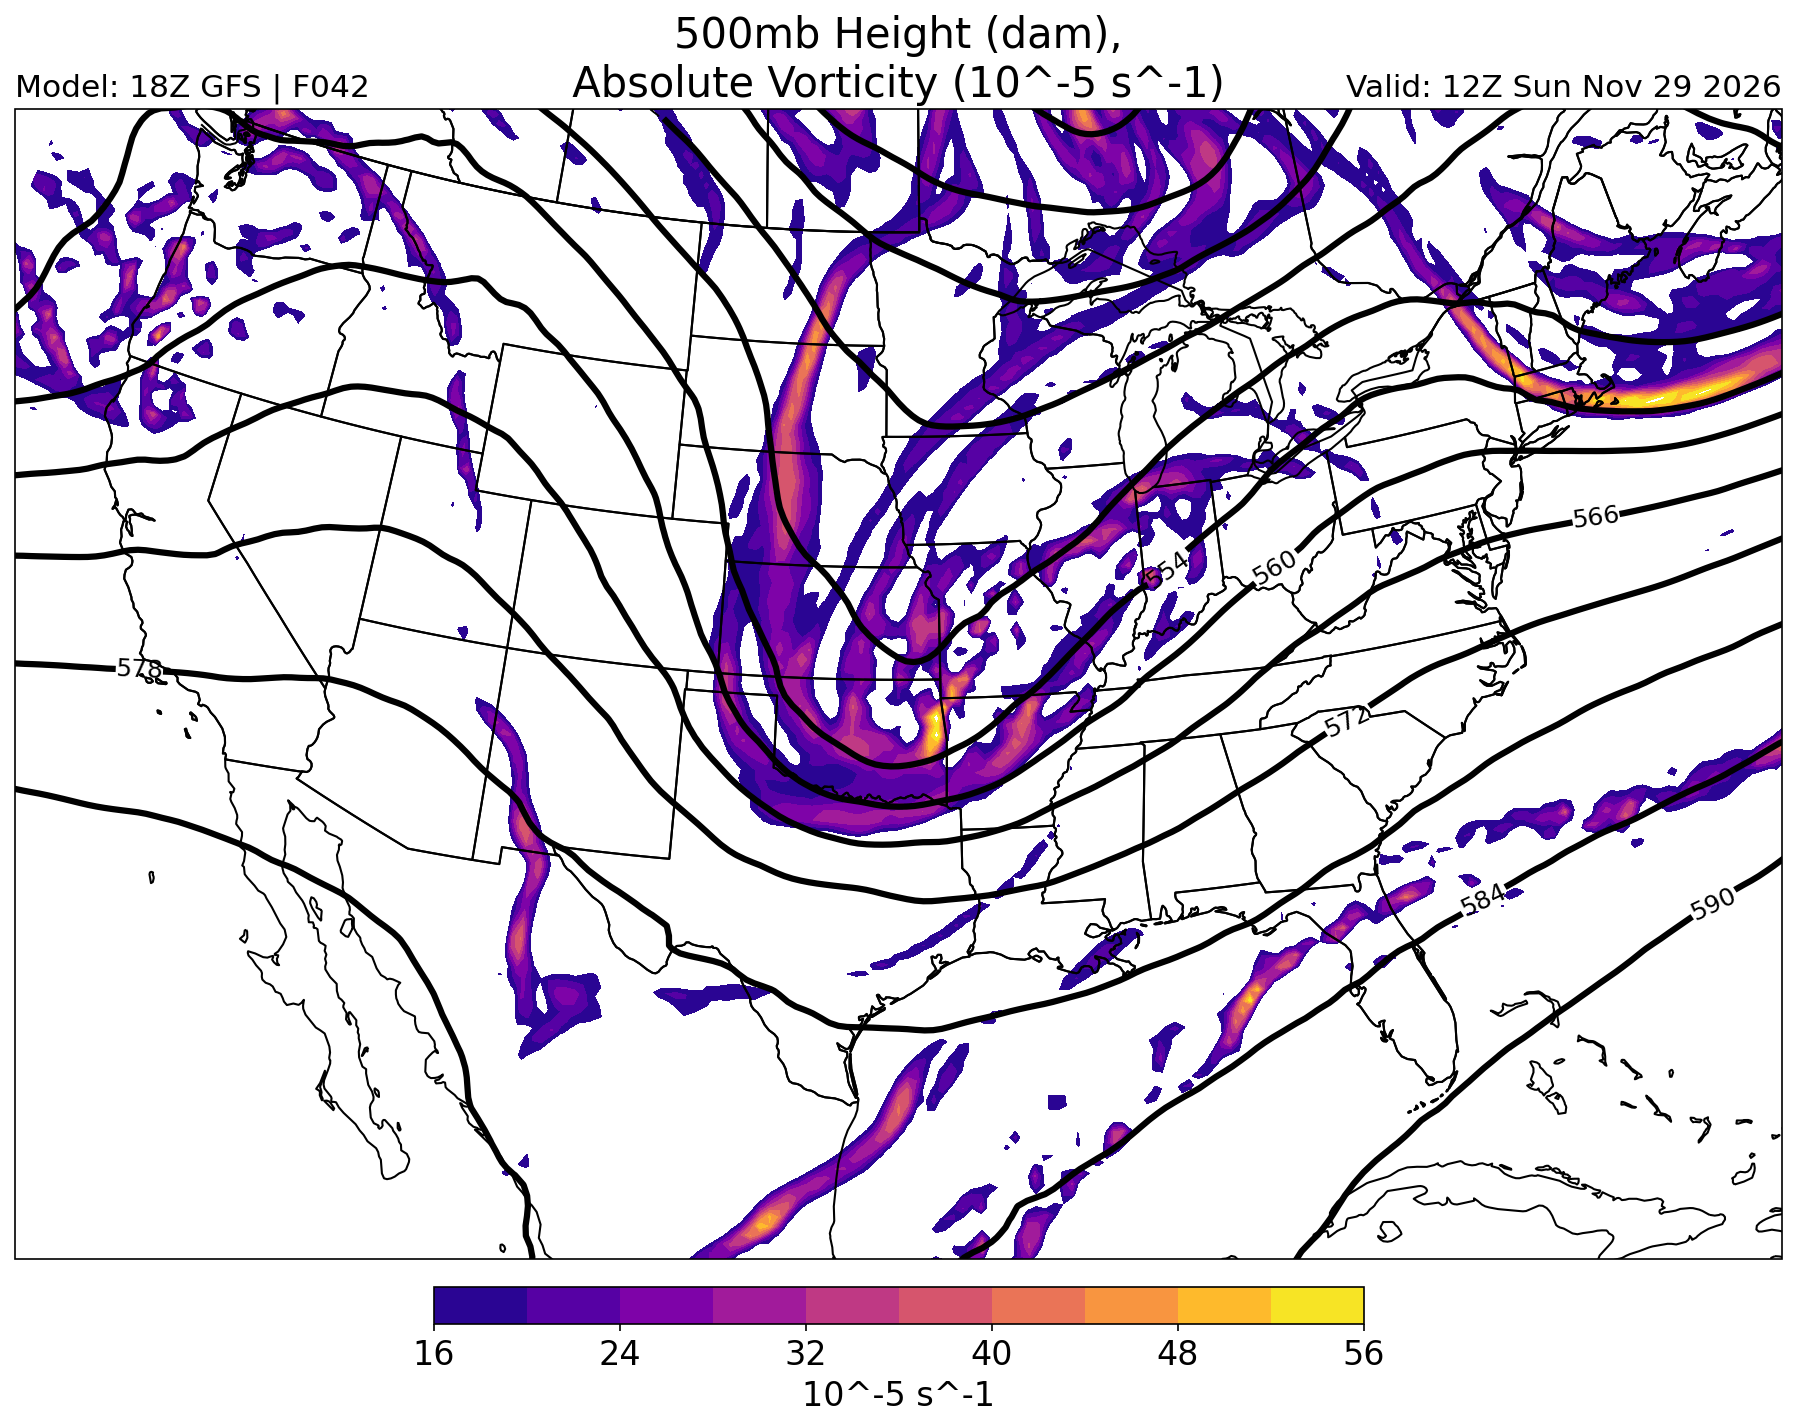 500mb Height (dam),
Model: 18Z GFS | F042
Absolute Vorticity (10^-5 s^-1)
Valid: 12Z Sun Nov 29 2026
566
554
560
578
572
584
590
16 24 32 40 48 56
10^-5 s^-1